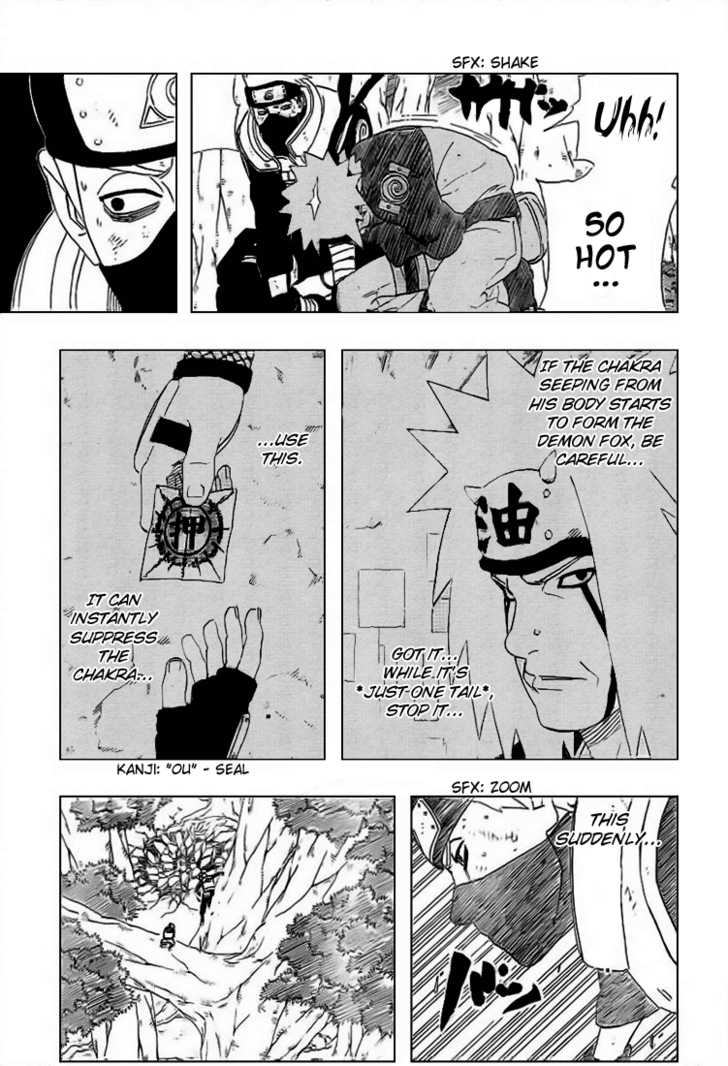 SFX: SHAKE
Uhh!
SO
HOT
...
IF THE CHAKRA
SEEPING FROM
HIS BODY STARTS
TO FORM THE
DEMON FOX, BE
CAREFUL...
油
GOT IT...
WHILE IT'S
*JUST ONE TAIL*,
STOP IT...
...USE
THIS.
押
IT CAN
INSTANTLY
SUPPRESS
THE
CHAKRA...
KANJI: "OU" - SEAL
SFX: ZOOM
THIS
SUDDENLY...